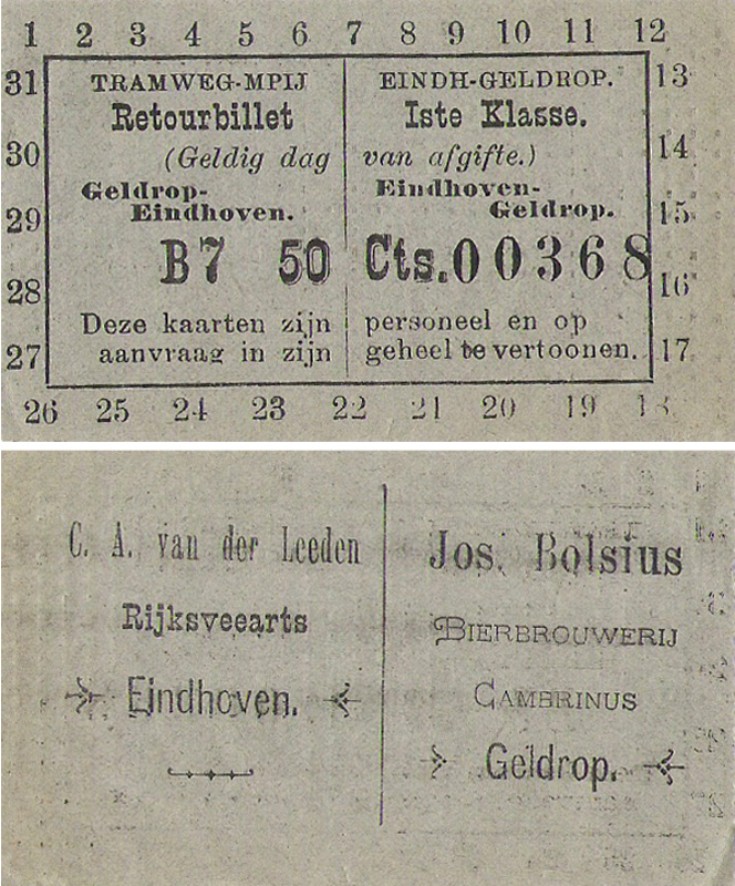 1 2 3 4 5 6 7 8 9 10 11 12
31 13
30 14
29 15
28 16
27 17
26 25 24 23 22 21 20 19 18
TRAMWEG-MPIJ
Retourbillet
(Geldig dag
Geldrop-
Eindhoven.
B7 50
Deze kaarten zijn
aanvraag in zijn
EINDH-GELDROP.
Iste Klasse.
van afgifte.)
Eindhoven-
Geldrop.
Cts. 00368
personeel en op
geheel te vertoonen.
C. A. van der Leeden
Rijksveearts
Eindhoven.
Jos. Bolsius
BIERBROUWERIJ
CAMBRINUS
Geldrop.